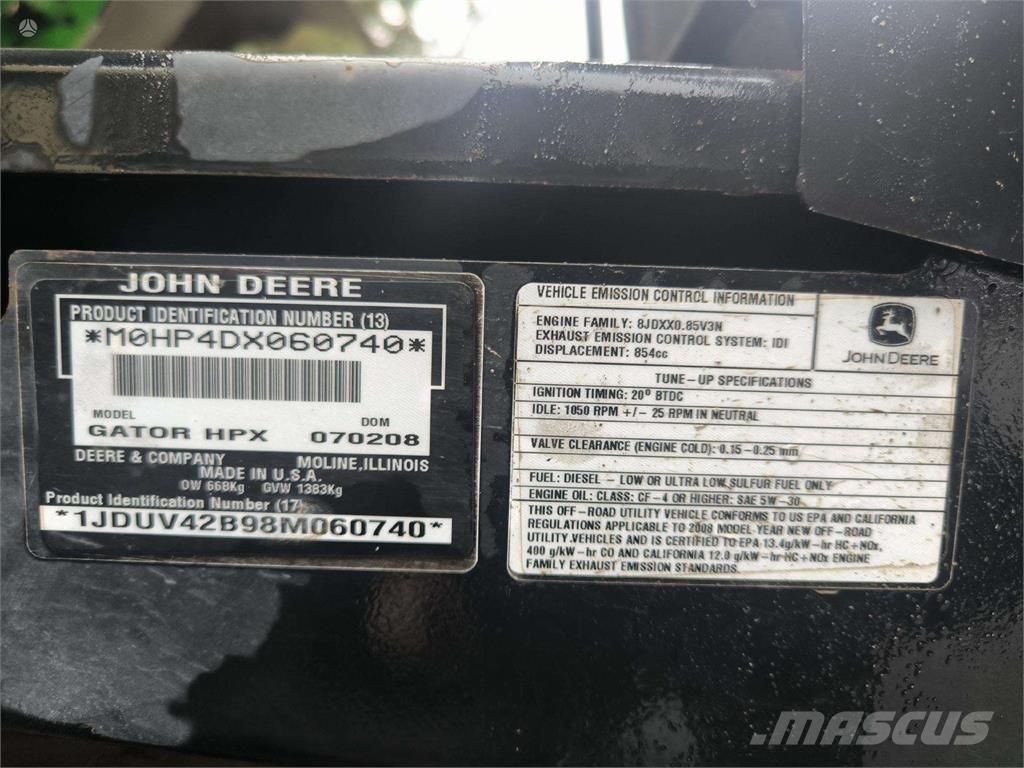 JOHN DEERE
PRODUCT IDENTIFICATION NUMBER (13)
*M0HP4DX060740*
MODEL DOM
GATOR HPX 070208
DEERE & COMPANY MOLINE, ILLINOIS
MADE IN U.S.A.
OW 668Kg GVW 1383Kg
Product Identification Number (17)
*1JDUV42B98M060740*
VEHICLE EMISSION CONTROL INFORMATION
ENGINE FAMILY: 8JDXX0.85V3N
EXHAUST EMISSION CONTROL SYSTEM: IDI
DISPLACEMENT: 854cc
JOHN DEERE
TUNE-UP SPECIFICATIONS
IGNITION TIMING: 20° BTDC
IDLE: 1050 RPM +/- 25 RPM IN NEUTRAL
VALVE CLEARANCE (ENGINE COLD): 0.15-0.25 mm
FUEL: DIESEL - LOW OR ULTRA LOW SULFUR FUEL ONLY
ENGINE OIL: CLASS: CF-4 OR HIGHER: SAE 5W-30
THIS OFF-ROAD UTILITY VEHICLE CONFORMS TO US EPA AND CALIFORNIA
REGULATIONS APPLICABLE TO 2008 MODEL YEAR NEW OFF-ROAD
UTILITY.VEHICLES AND IS CERTIFIED TO EPA 13.4g/kW-hr HC+NOx,
400 g/kW-hr CO AND CALIFORNIA 12.0 g/kW-hr HC+NOx ENGINE
FAMILY EXHAUST EMISSION STANDARDS.
MASCUS